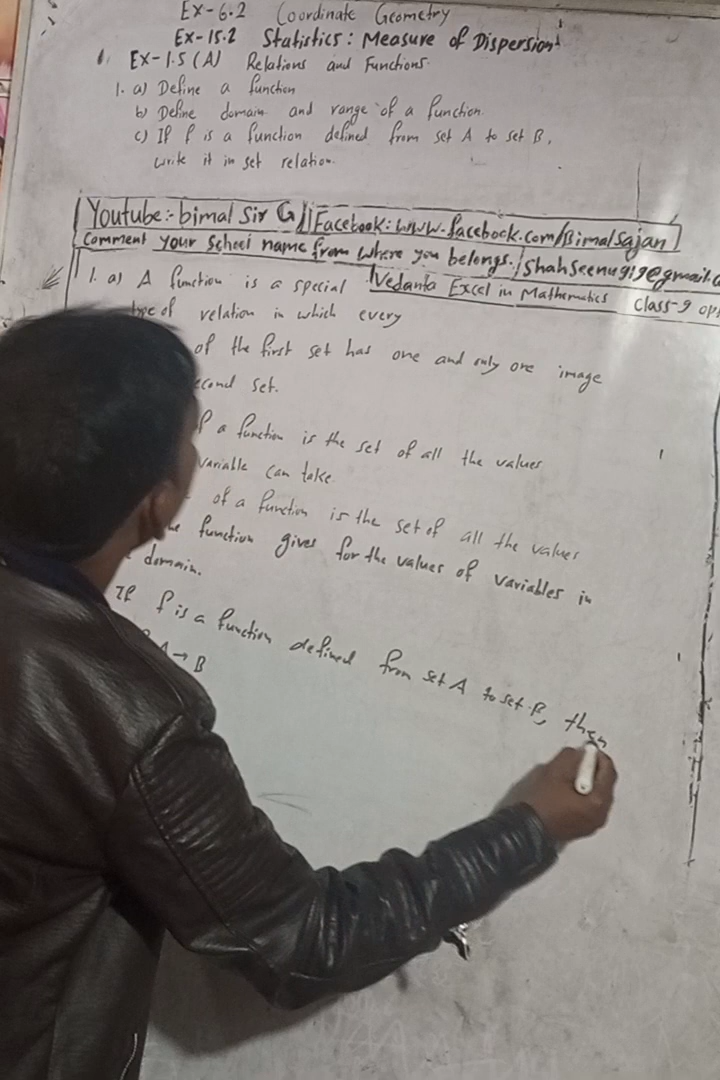 Ex-6.2 Coordinate Geometry
Ex-15.2 Statistics: Measure of Dispersion
1. Ex-1.5 (A) Relations and Functions.
1. a) Define a function
b) Define domain and range of a function.
c) If f is a function defined from set A to set B,
write it in set relation.
Youtube:- bimal Sir G // Facebook: www.facebook.com/BimalSajan
Comment your School name from where you belongs. / Shahseenu919@gmail.
1. a) A function is a special Vedanta Excel in Mathematics Class-9 op
type of relation in which every
of the first set has one and only one image
second set.
of a function is the set of all the values
variable can take.
of a function is the set of all the values
the function gives for the values of variables in
domain.
If f is a function defined from set A to set B, then
A → B